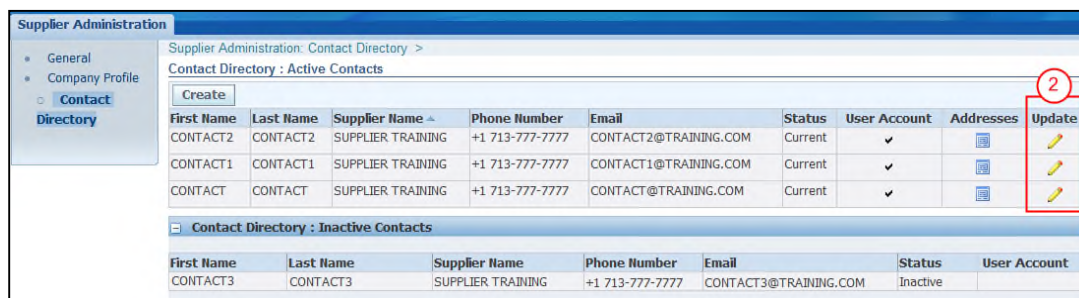 Supplier Administration
General
Company Profile
Contact
Directory
Supplier Administration: Contact Directory >
Contact Directory : Active Contacts
Create
2
First Name Last Name Supplier Name Phone Number Email Status User Account Addresses Update
CONTACT2 CONTACT2 SUPPLIER TRAINING +1 713-777-7777 CONTACT2@TRAINING.COM Current
CONTACT1 CONTACT1 SUPPLIER TRAINING +1 713-777-7777 CONTACT1@TRAINING.COM Current
CONTACT CONTACT SUPPLIER TRAINING +1 713-777-7777 CONTACT@TRAINING.COM Current
Contact Directory : Inactive Contacts
First Name Last Name Supplier Name Phone Number Email Status User Account
CONTACT3 CONTACT3 SUPPLIER TRAINING +1 713-777-7777 CONTACT3@TRAINING.COM Inactive